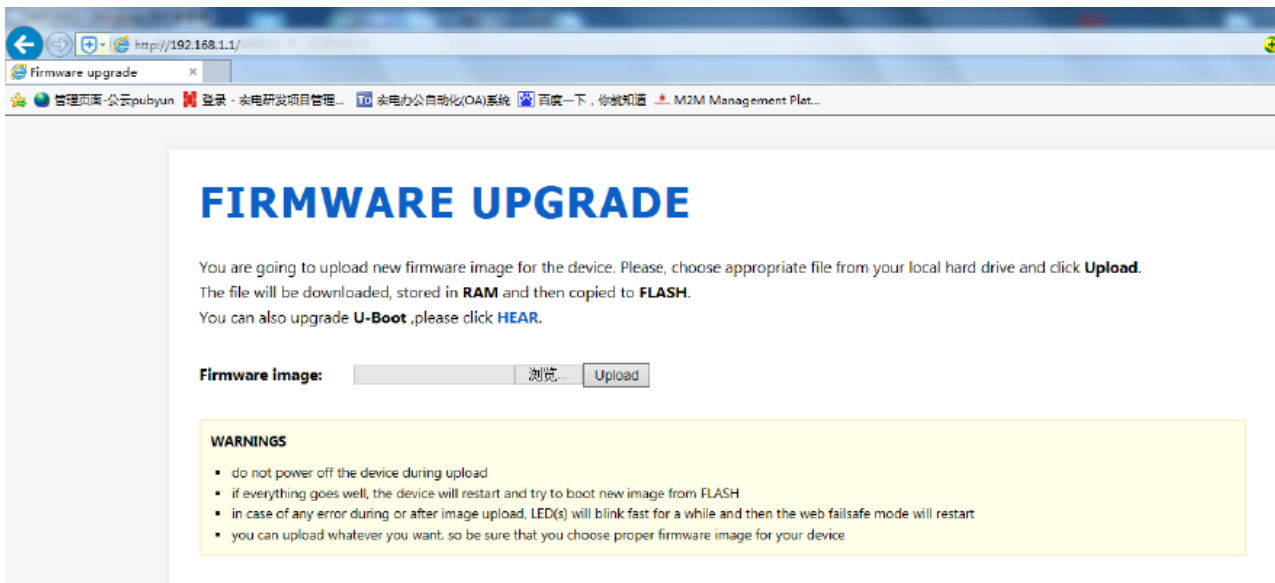 http://192.168.1.1/
Firmware upgrade ×
管理页面-公云pubyun 登录 - 宏电研发项目管理... TD 宏电办公自动化(OA)系统 百度一下，你就知道 M2M Management Plat...
FIRMWARE UPGRADE
You are going to upload new firmware image for the device. Please, choose appropriate file from your local hard drive and click Upload.
The file will be downloaded, stored in RAM and then copied to FLASH.
You can also upgrade U-Boot ,please click HEAR.
Firmware image: 浏览... Upload
WARNINGS
▪ do not power off the device during upload
▪ if everything goes well, the device will restart and try to boot new image from FLASH
▪ in case of any error during or after image upload, LED(s) will blink fast for a while and then the web failsafe mode will restart
▪ you can upload whatever you want, so be sure that you choose proper firmware image for your device